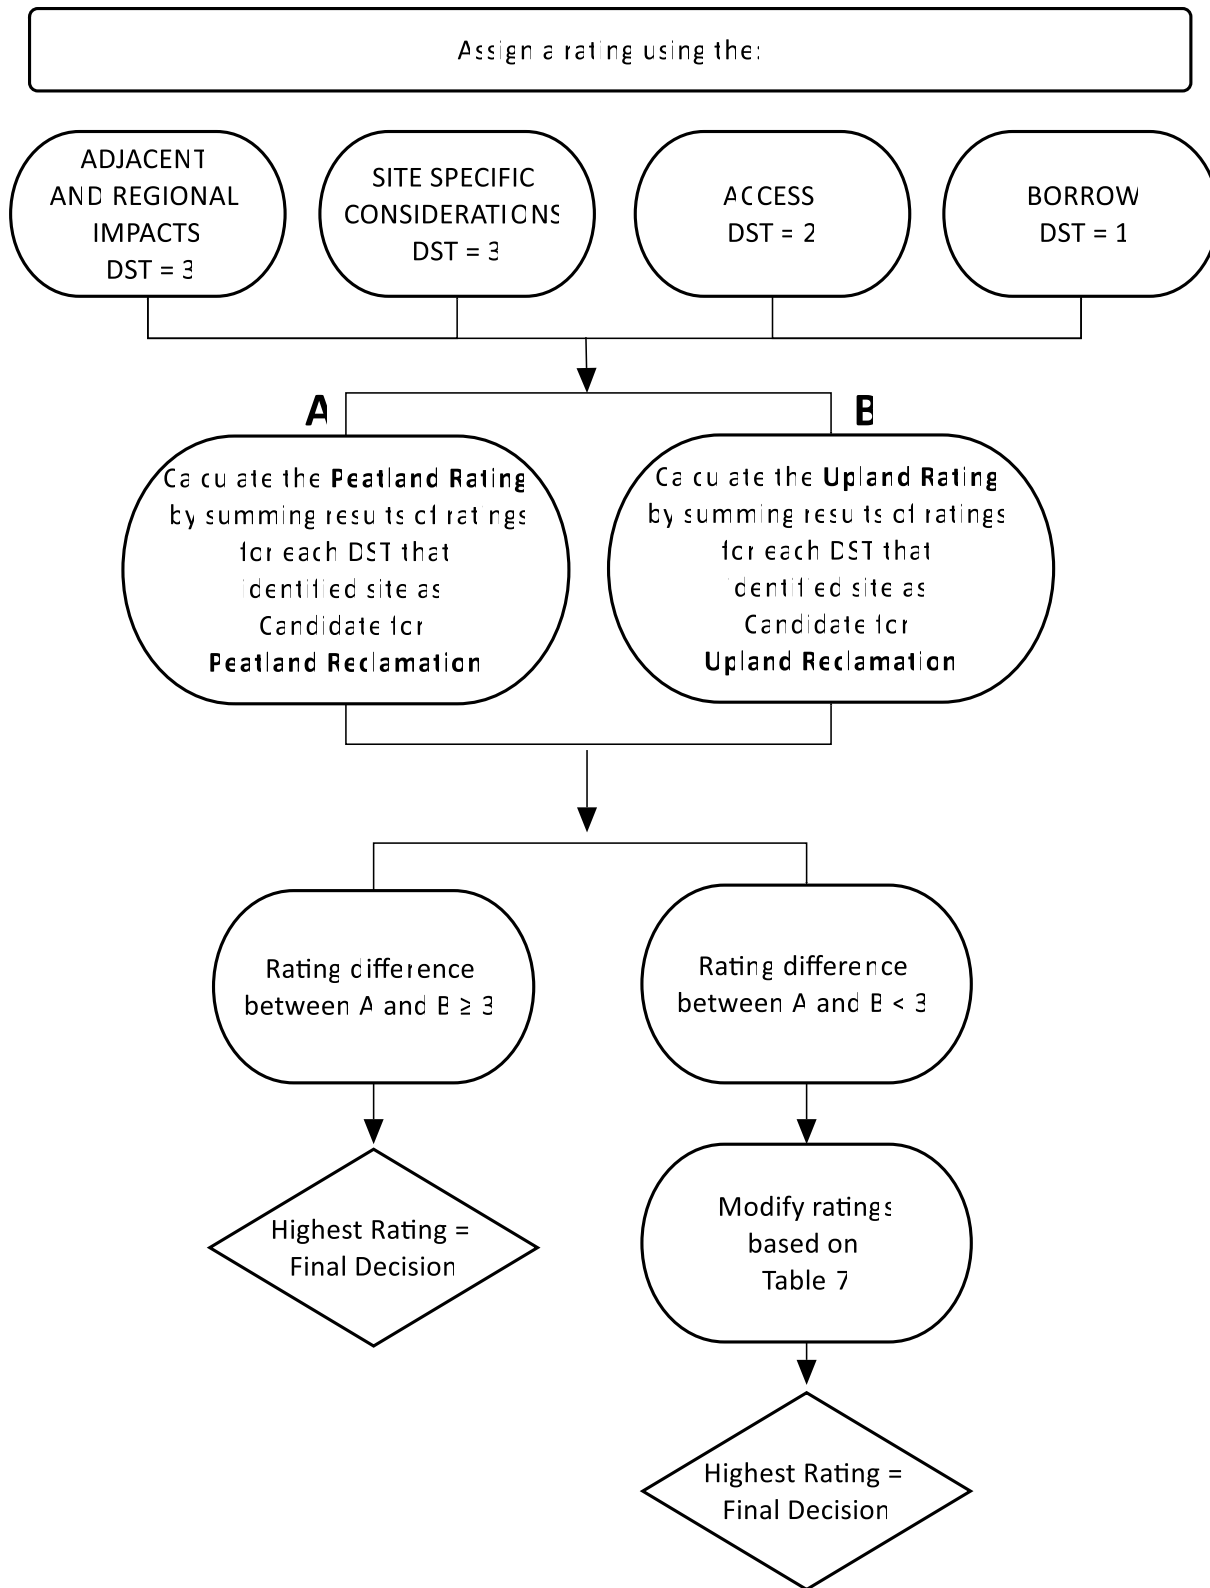 Assign a rating using the:
ADJACENT
AND REGIONAL
IMPACTS
DST = 3
SITE SPECIFIC
CONSIDERATIONS
DST = 3
ACCESS
DST = 2
BORROW
DST = 1
A
B
Calculate the Peatland Rating
by summing results of ratings
for each DST that
identified site as
Candidate for
Peatland Reclamation
Calculate the Upland Rating
by summing results of ratings
for each DST that
identified site as
Candidate for
Upland Reclamation
Rating difference
between A and B ≥ 3
Rating difference
between A and B < 3
Highest Rating =
Final Decision
Modify ratings
based on
Table 7
Highest Rating =
Final Decision